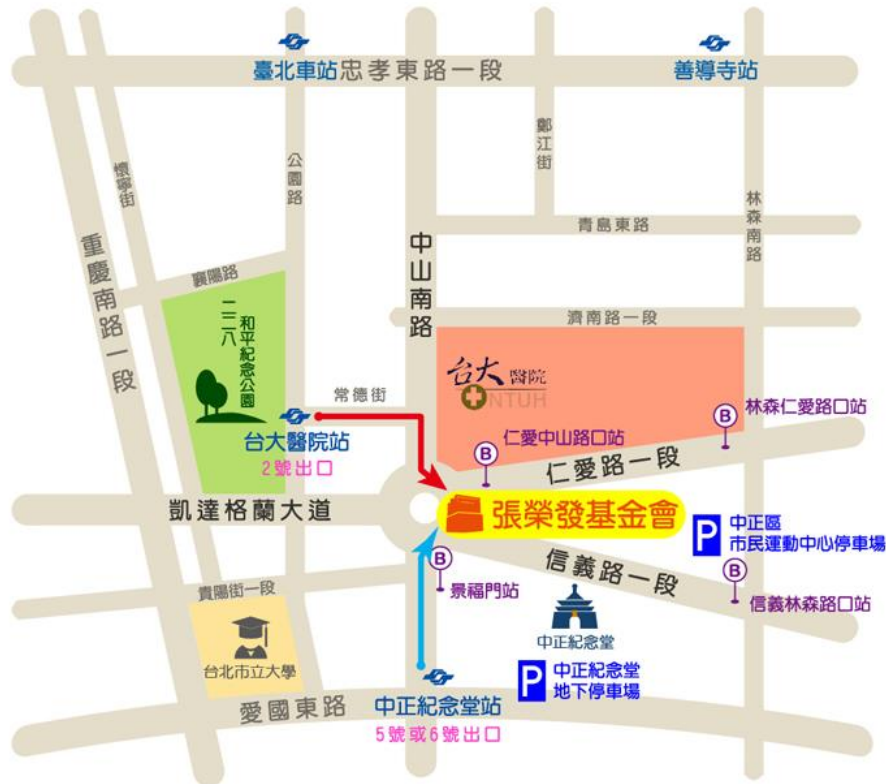 臺北車站
忠孝東路一段
善導寺站
懷寧街
公園路
鄭江街
重慶南路一段
中山南路
青島東路
林森南路
襄陽路
二二八
和平紀念公園
濟南路一段
台大醫院
NTUH
常德街
林森仁愛路口站
B
台大醫院站
2號出口
仁愛中山路口站
B
仁愛路一段
凱達格蘭大道
張榮發基金會
P
中正區
市民運動中心停車場
信義路一段
B
景福門站
B
信義林森路口站
貴陽街一段
中正紀念堂
台北市立大學
P
中正紀念堂
地下停車場
愛國東路
中正紀念堂站
5號或6號出口